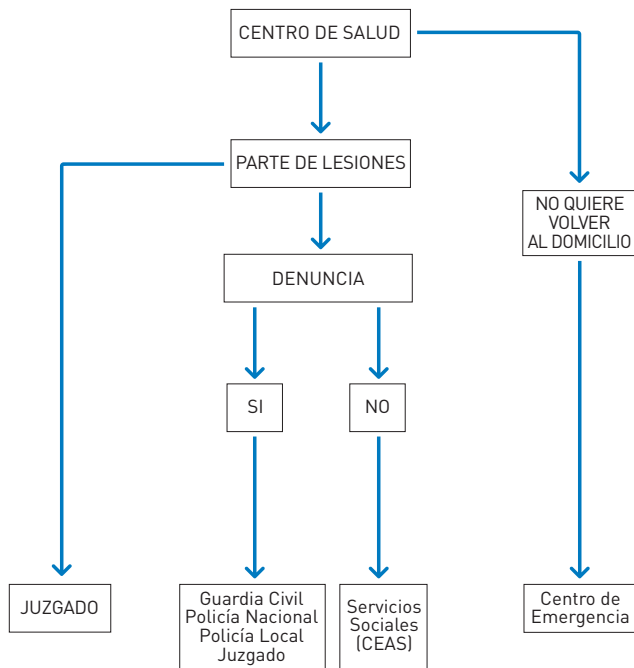 CENTRO DE SALUD
PARTE DE LESIONES
NO QUIERE
VOLVER
AL DOMICILIO
DENUNCIA
SI
NO
JUZGADO
Guardia Civil
Policía Nacional
Policía Local
Juzgado
Servicios
Sociales
(CEAS)
Centro de
Emergencia